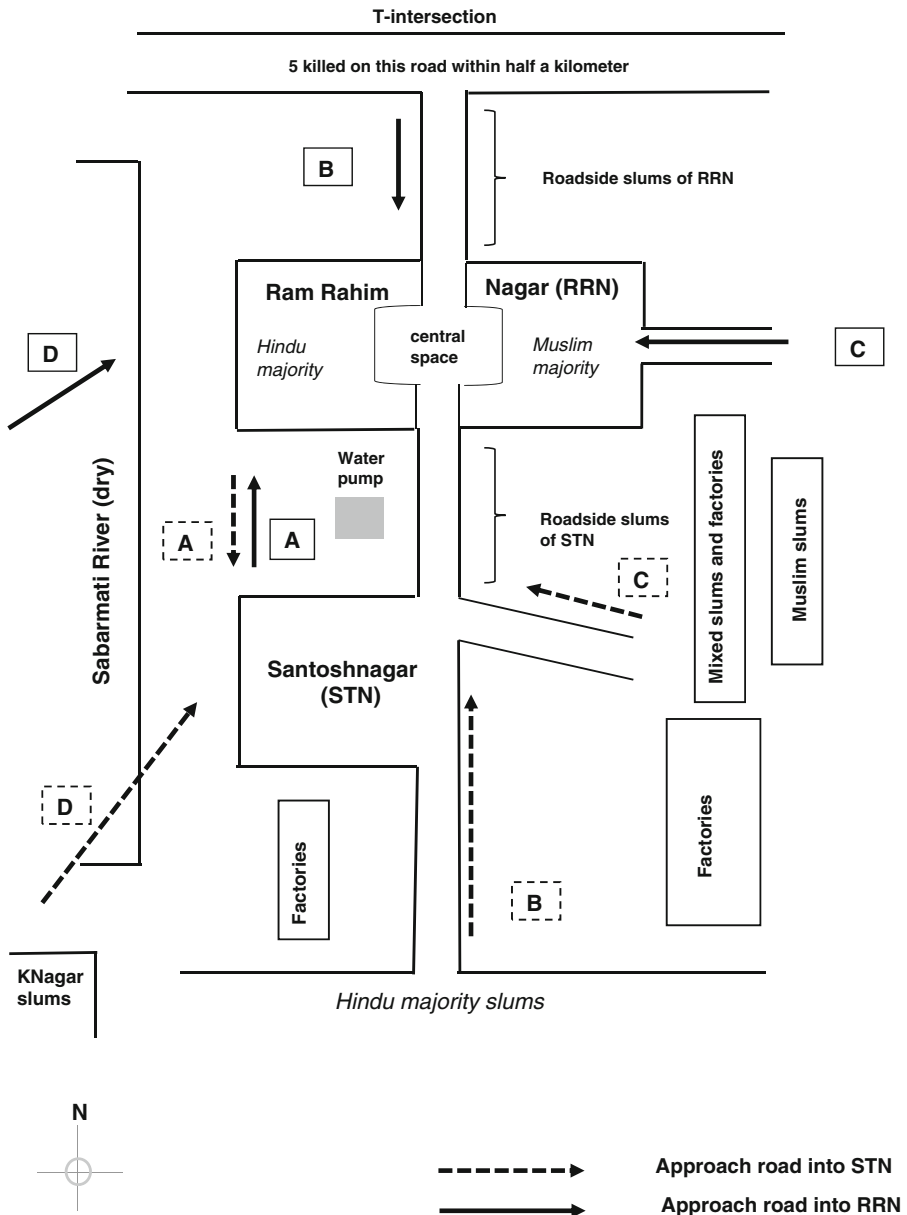 T-intersection
5 killed on this road within half a kilometer
B
Roadside slums of RRN
Ram Rahim
Nagar (RRN)
Hindu
majority
central
space
Muslim
majority
D
C
Sabarmati River (dry)
Water
pump
A
A
Roadside slums
of STN
C
Mixed slums and factories
Muslim slums
Santoshnagar
(STN)
D
Factories
B
Factories
KNagar
slums
Hindu majority slums
N
Approach road into STN
Approach road into RRN